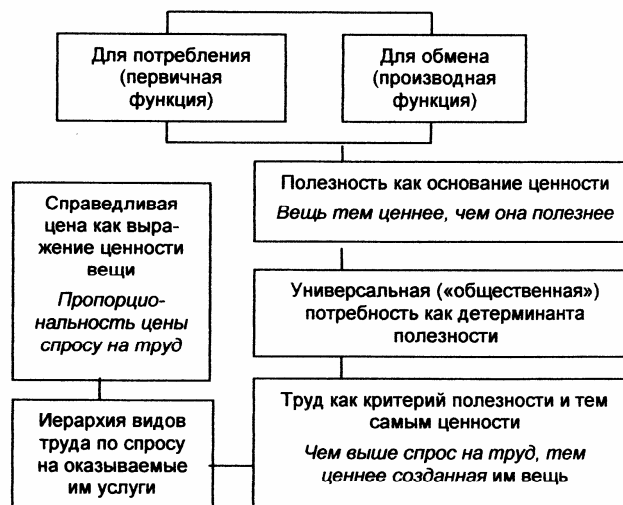 Для потребления
(первичная
функция)
Для обмена
(производная
функция)
Полезность как основание ценности
Вещь тем ценнее, чем она полезнее
Справедливая
цена как выра-
жение ценности
вещи
Пропорцио-
нальность цены
спросу на труд
Универсальная («общественная»)
потребность как детерминанта
полезности
Труд как критерий полезности и тем
самым ценности
Чем выше спрос на труд, тем
ценнее созданная им вещь
Иерархия видов
труда по спросу
на оказываемые
им услуги